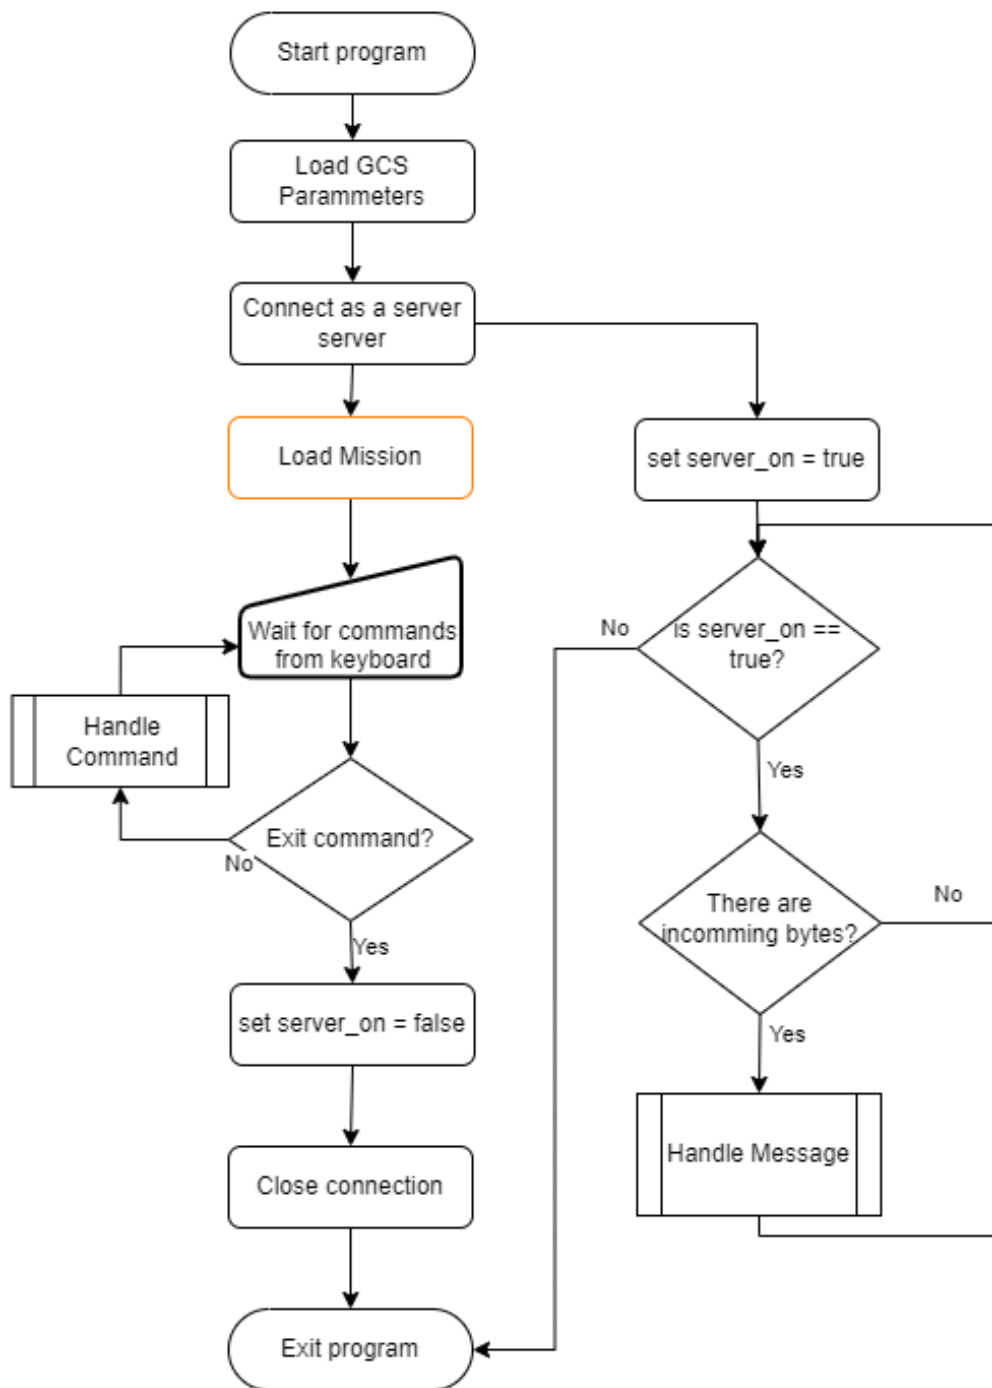 Start program
Load GCS
Parammeters
Connect as a server
server
Load Mission
set server_on = true
Wait for commands
from keyboard
No
is server_on ==
true?
Handle
Command
Yes
Exit command?
No
There are
incomming bytes?
No
Yes
set server_on = false
Yes
Handle Message
Close connection
Exit program